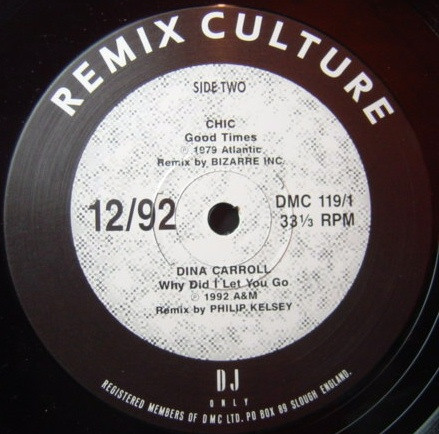 REMIX CULTURE
SIDE TWO
CHIC
Good Times
℗ 1979 Atlantic
Remix by BIZARRE INC.
12/92
DMC 119/1
33⅓ RPM
DINA CARROLL
Why Did I Let You Go
℗ 1992 A&M
Remix by PHILIP KELSEY
DJ
ONLY
REGISTERED MEMBERS OF DMC LTD. PO BOX 89 SLOUGH ENGLAND.